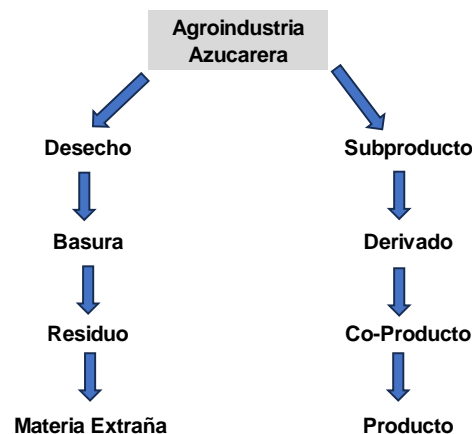 Agroindustria
Azucarera
Desecho
Subproducto
Basura
Derivado
Residuo
Co-Producto
Materia Extraña
Producto